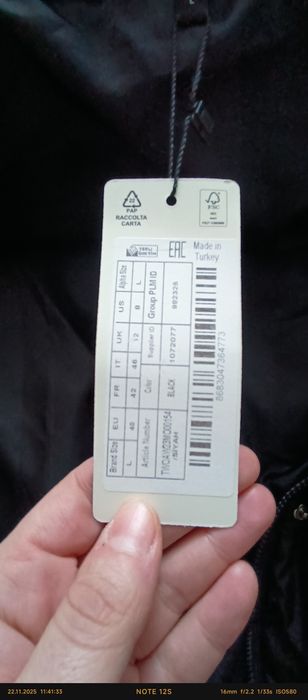 22
PAP
RACCOLTA
CARTA
FSC
EAC
Made in
Turkey
Brand Size EU FR IT UK US Alpha Size
L 40 42 46 12 8 L
Article Number Color Supplier ID Group PLM ID
BLACK 1072077
8683047364773
22.11.2025 11:41:33
NOTE 12S
16mm f/2.2 1/33s ISO580